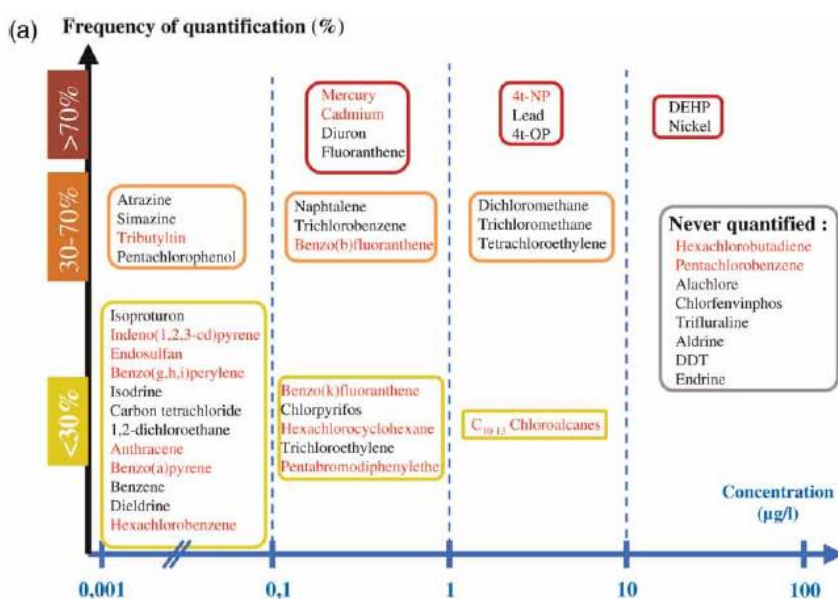 (a) Frequency of quantification (%)
>70%
Mercury
Cadmium
Diuron
Fluoranthene
4t-NP
Lead
4t-OP
DEHP
Nickel
30-70%
Atrazine
Simazine
Tributyltin
Pentachlorophenol
Naphtalene
Trichlorobenzene
Benzo(b)fluoranthene
Dichloromethane
Trichloromethane
Tetrachloroethylene
Never quantified :
Hexachlorobutadiene
Pentachlorobenzene
Alachlore
Chlorfenvinphos
Trifluraline
Aldrine
DDT
Endrine
<30%
Isoproturon
Indeno(1,2,3-cd)pyrene
Endosulfan
Benzo(g,h,i)perylene
Isodrine
Carbon tetrachloride
1,2-dichloroethane
Anthracene
Benzo(a)pyrene
Benzene
Dieldrine
Hexachlorobenzene
Benzo(k)fluoranthene
Chlorpyrifos
Hexachlorocyclohexane
Trichloroethylene
Pentabromodiphenylethe
C10-13 Chloroalcanes
Concentration
(µg/l)
0,001 0,1 1 10 100